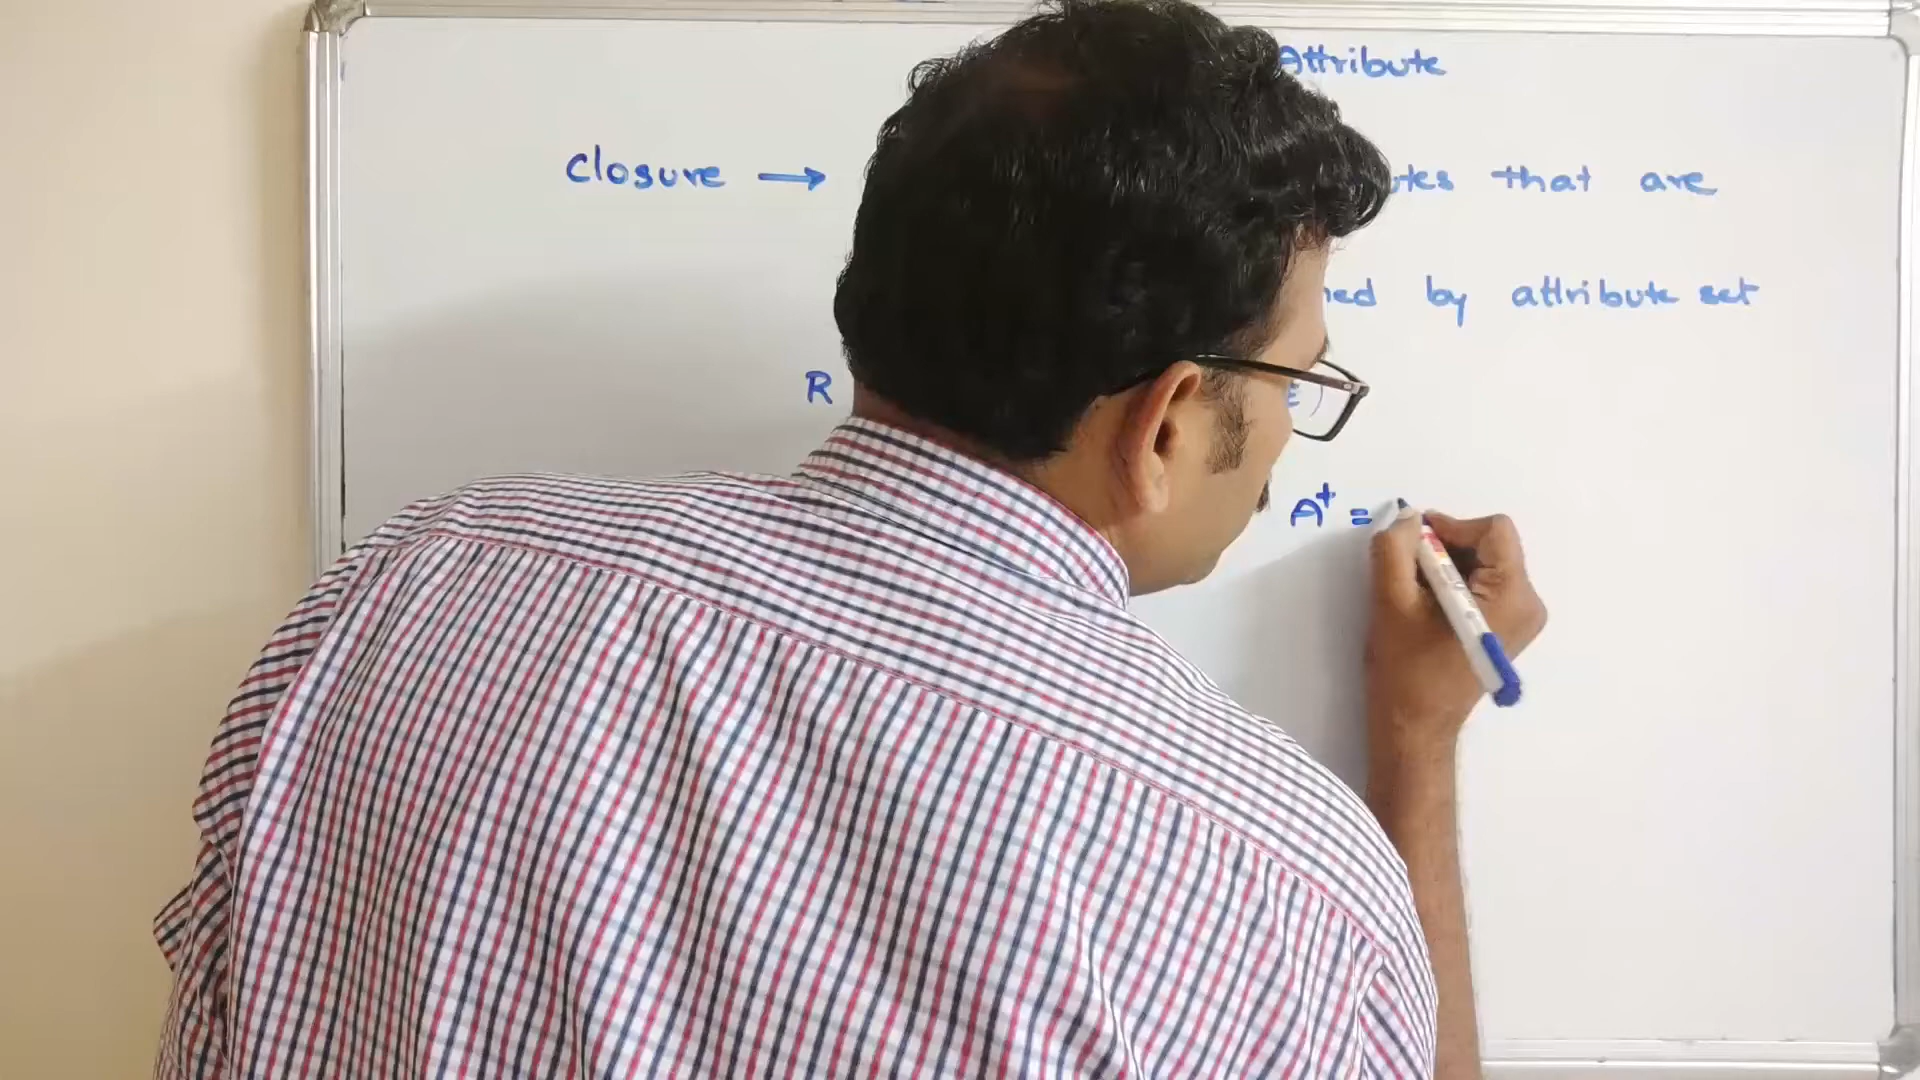 Attribute
Closure → that are
by attribute set
R E )
A⁺ =